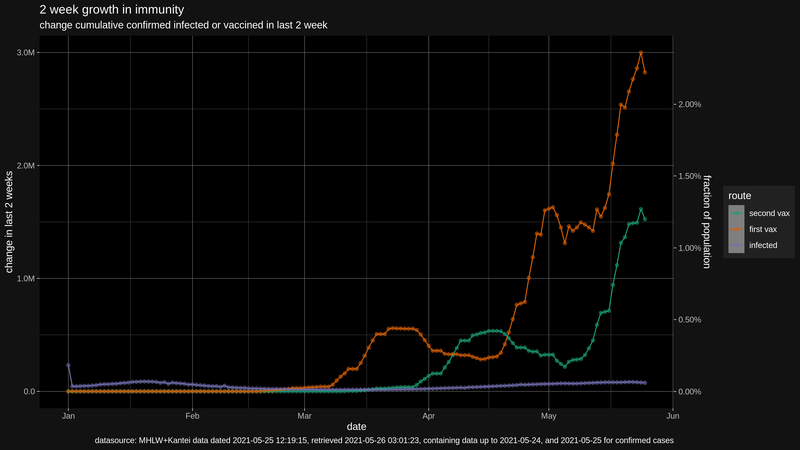 2 week growth in immunity
change cumulative confirmed infected or vaccined in last 2 week
3.0M
2.0M
1.0M
0.0
change in last 2 weeks
2.00%
1.50%
1.00%
0.50%
0.00%
fraction of population
Jan
Feb
Mar
Apr
May
Jun
date
route
second vax
first vax
infected
datasource: MHLW+Kantei data dated 2021-05-25 12:19:15, retrieved 2021-05-26 03:01:23, containing data up to 2021-05-24, and 2021-05-25 for confirmed cases